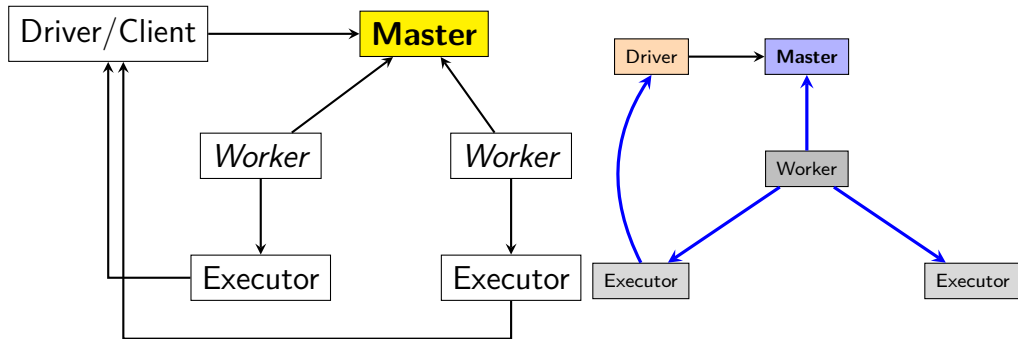 Driver/Client
Master
Worker
Worker
Executor
Executor
Driver
Master
Worker
Executor
Executor